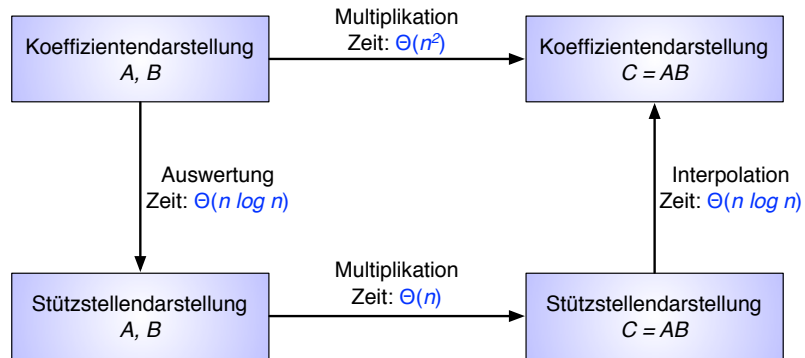 Multiplikation
Zeit: Θ(n²)
Koeffizientendarstellung
A, B
Koeffizientendarstellung
C = AB
Auswertung
Zeit: Θ(n log n)
Interpolation
Zeit: Θ(n log n)
Multiplikation
Zeit: Θ(n)
Stützstellendarstellung
A, B
Stützstellendarstellung
C = AB